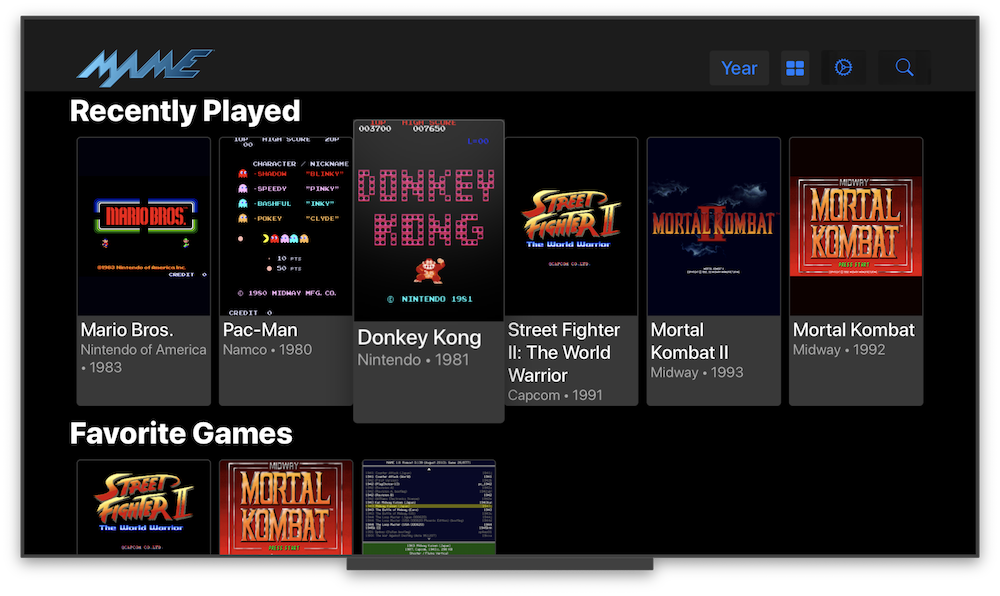 MAME
Year
Recently Played
MARIO BROS.
©1983 Nintendo of America Inc.
CREDIT 0
1UP HIGH SCORE 2UP
00
CHARACTER / NICKNAME
-SHADOW "BLINKY"
-SPEEDY "PINKY"
-BASHFUL "INKY"
-POKEY "CLYDE"
10 PTS
50 PTS
© 1980 MIDWAY MFG. CO.
CREDIT 0
1UP HIGH SCORE
003700 007650
L=00
DONKEY
KONG
© NINTENDO 1981
STREET
FIGHTER II
The World Warrior
CAPCOM CO.LTD.
MORTAL KOMBAT
II
MIDWAY
MORTAL
KOMBAT
PRESS START
Mario Bros.
Nintendo of America
• 1983
Pac-Man
Namco • 1980
Donkey Kong
Nintendo • 1981
Street Fighter
II: The World
Warrior
Capcom • 1991
Mortal
Kombat II
Midway • 1993
Mortal Kombat
Midway • 1992
Favorite Games
STREET
FIGHTER II
The World Warrior
CAPCOM CO.LTD.
MIDWAY
MORTAL
KOMBAT
PRESS START